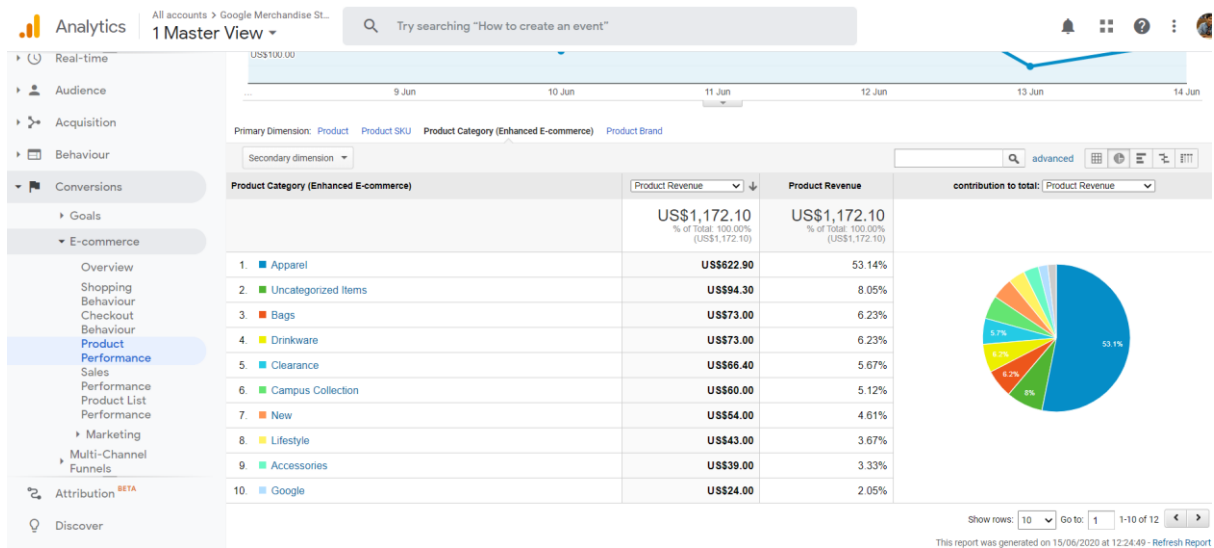 Analytics
All accounts > Google Merchandise St...
1 Master View
Try searching "How to create an event"
Real-time
Audience
Acquisition
Behaviour
Conversions
Goals
E-commerce
Overview
Shopping
Behaviour
Checkout
Behaviour
Product
Performance
Sales
Performance
Product List
Performance
Marketing
Multi-Channel
Funnels
Attribution BETA
Discover
US$100.00
... 9 Jun 10 Jun 11 Jun 12 Jun 13 Jun 14 Jun
Primary Dimension: Product Product SKU Product Category (Enhanced E-commerce) Product Brand
Secondary dimension advanced
Product Category (Enhanced E-commerce) Product Revenue Product Revenue contribution to total: Product Revenue
US$1,172.10 US$1,172.10
% of Total: 100.00% % of Total: 100.00%
(US$1,172.10) (US$1,172.10)
1. Apparel US$622.90 53.14%
2. Uncategorized Items US$94.30 8.05%
3. Bags US$73.00 6.23%
4. Drinkware US$73.00 6.23%
5. Clearance US$66.40 5.67%
6. Campus Collection US$60.00 5.12%
7. New US$54.00 4.61%
8. Lifestyle US$43.00 3.67%
9. Accessories US$39.00 3.33%
10. Google US$24.00 2.05%
53.1%
5.7%
6.2%
6.2%
8%
Show rows: 10 Go to: 1 1-10 of 12
This report was generated on 15/06/2020 at 12:24:49 - Refresh Report